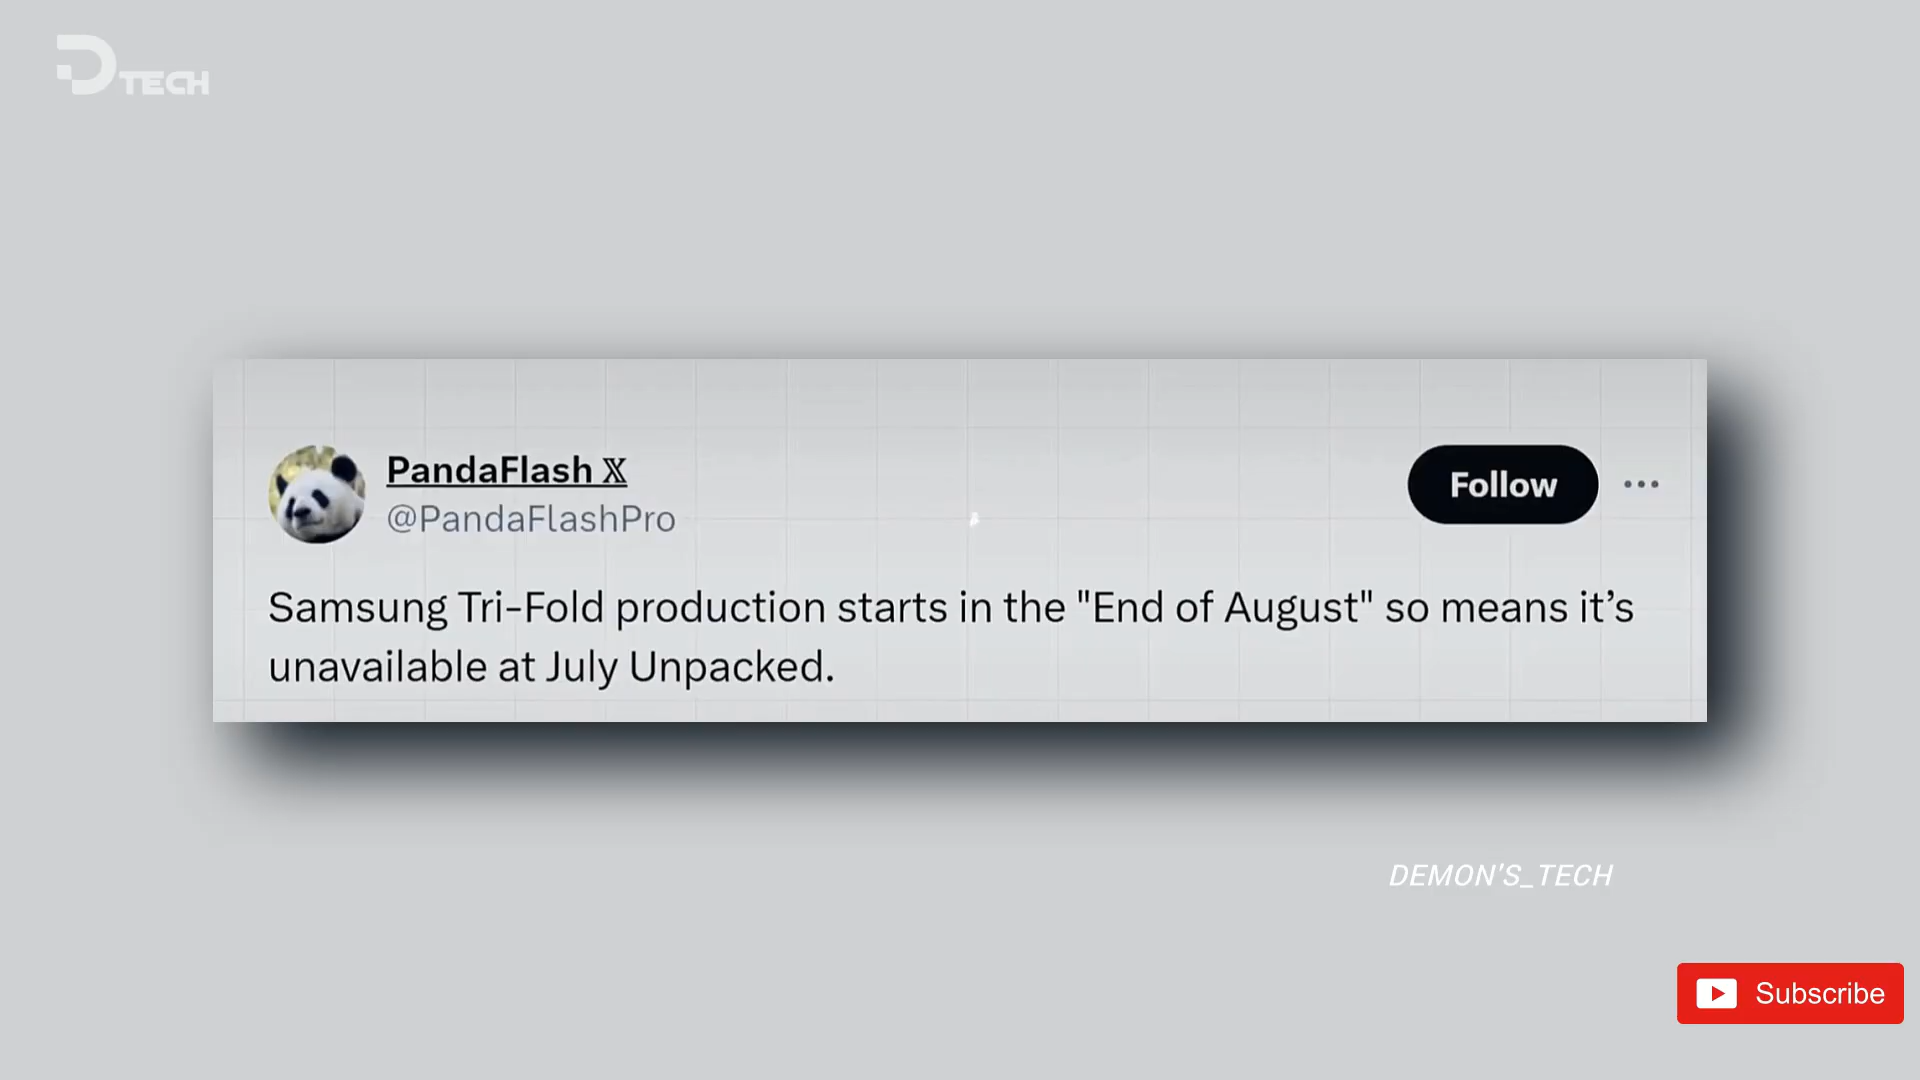 D TECH
PandaFlash 𝕏
@PandaFlashPro
Follow
Samsung Tri-Fold production starts in the "End of August" so means it’s
unavailable at July Unpacked.
DEMON'S_TECH
Subscribe